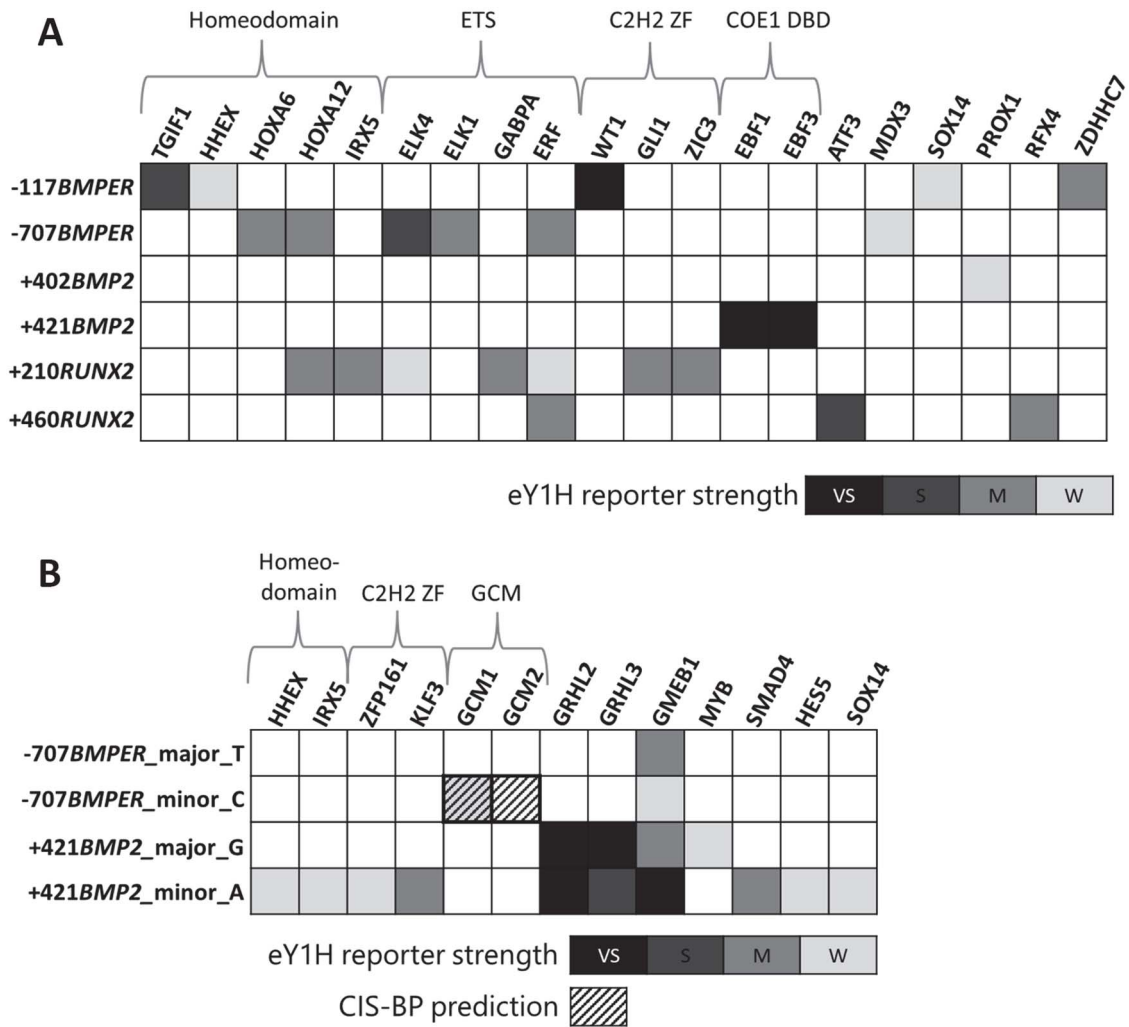 A
Homeodomain ETS C2H2 ZF COE1 DBD
TGIF1 HHEX HOXA6 HOXA12 IRX5 ELK4 ELK1 GABPA ERF WT1 GLI1 ZIC3 EBF1 EBF3 ATF3 MDX3 SOX14 PROX1 RFX4 ZDHHC7
-117BMPER
-707BMPER
+402BMP2
+421BMP2
+210RUNX2
+460RUNX2
eY1H reporter strength VS S M W
B
Homeo-
domain C2H2 ZF GCM
HHEX IRX5 ZFP161 KLF3 GCM1 GCM2 GRHL2 GRHL3 GMEB1 MYB SMAD4 HES5 SOX14
-707BMPER_major_T
-707BMPER_minor_C
+421BMP2_major_G
+421BMP2_minor_A
eY1H reporter strength VS S M W
CIS-BP prediction